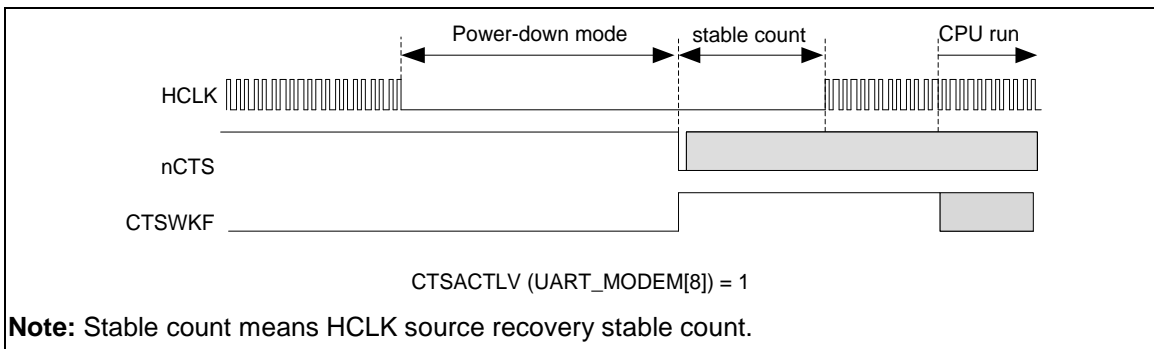 Power-down mode stable count CPU run
HCLK
nCTS
CTSWKF
CTSACTLV (UART_MODEM[8]) = 1
Note: Stable count means HCLK source recovery stable count.